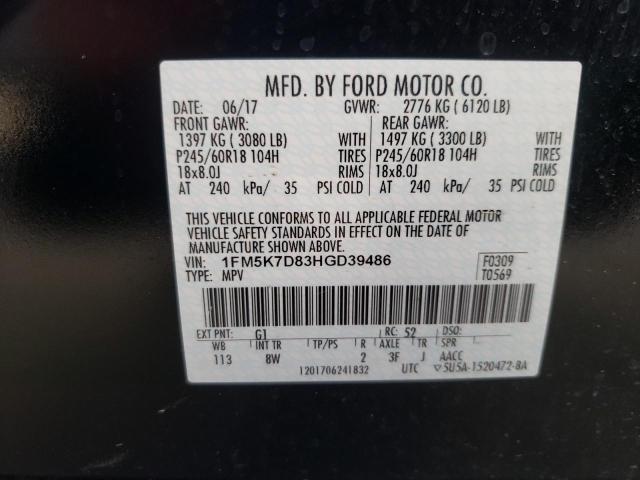 MFD. BY FORD MOTOR CO.
DATE: 06/17 GVWR: 2776 KG ( 6120 LB)
FRONT GAWR: REAR GAWR:
1397 KG ( 3080 LB) WITH 1497 KG ( 3300 LB) WITH
P245/60R18 104H TIRES P245/60R18 104H TIRES
18x8.0J RIMS 18x8.0J RIMS
AT 240 kPa/ 35 PSI COLD AT 240 kPa/ 35 PSI COLD
THIS VEHICLE CONFORMS TO ALL APPLICABLE FEDERAL MOTOR
VEHICLE SAFETY STANDARDS IN EFFECT ON THE DATE OF
MANUFACTURE SHOWN ABOVE.
VIN: 1FM5K7D83HGD39486 F0309
TYPE: MPV T0569
EXT PNT: G1 RC: 52 DSO:
WB INT TR TP/PS R AXLE TR SPR
113 8W 2 3F J AACC
1201706241832 UTC ▽5U5A-1520472-BA